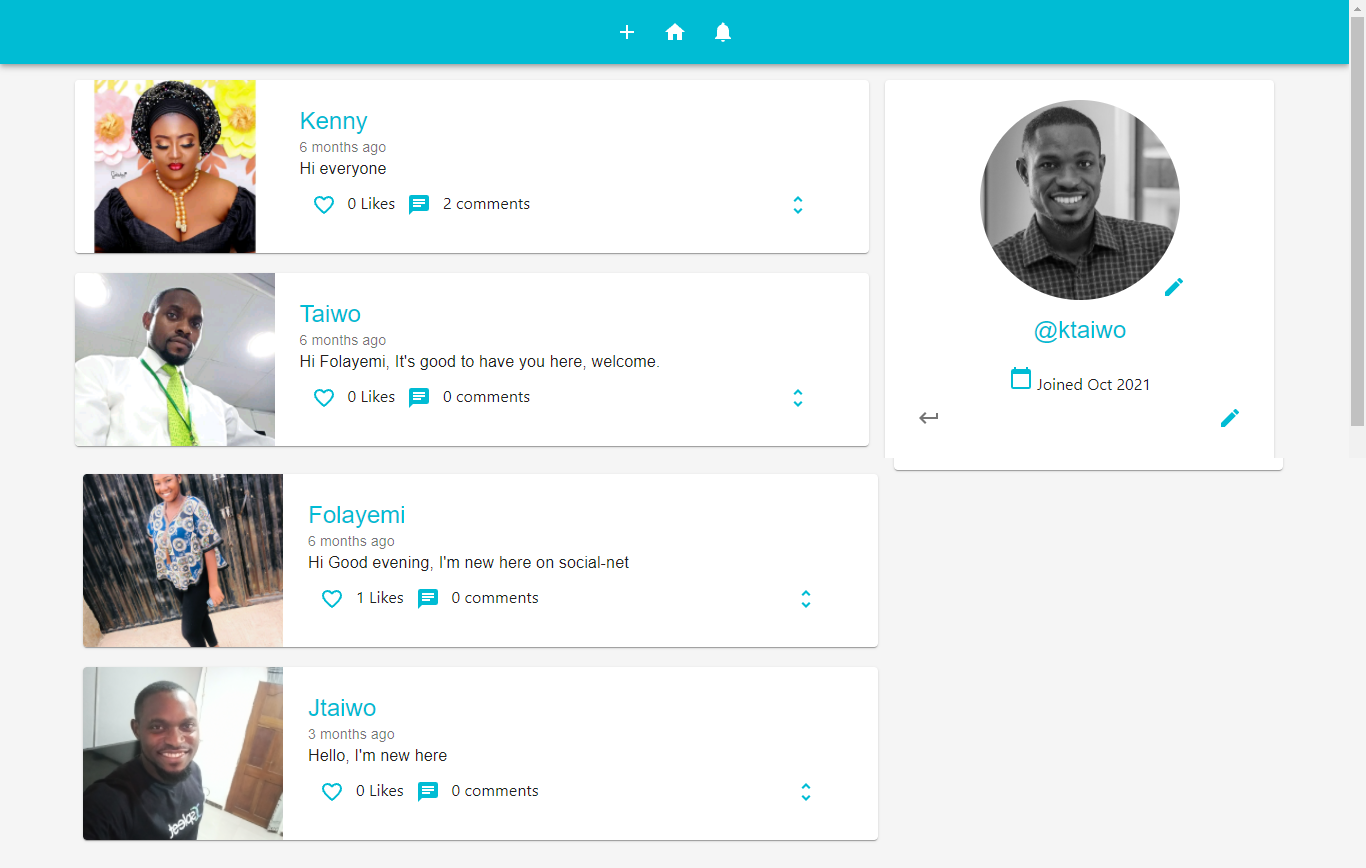 Kenny
6 months ago
Hi everyone
0 Likes 2 comments
Taiwo
6 months ago
Hi Folayemi, It's good to have you here, welcome.
0 Likes 0 comments
Folayemi
6 months ago
Hi Good evening, I'm new here on social-net
1 Likes 0 comments
Jtaiwo
3 months ago
Hello, I'm new here
0 Likes 0 comments
@ktaiwo
Joined Oct 2021